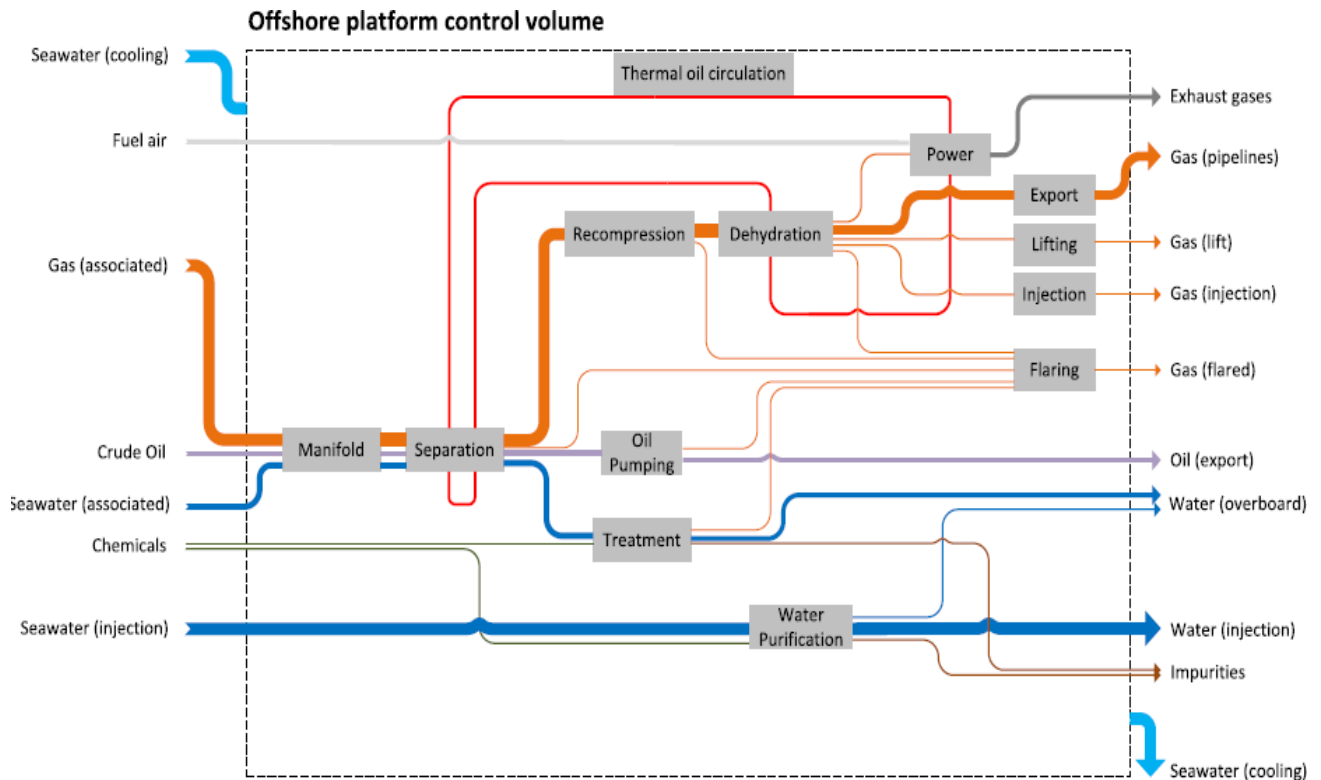 Offshore platform control volume
Seawater (cooling)
Thermal oil circulation
Exhaust gases
Fuel air
Power
Gas (pipelines)
Export
Recompression
Dehydration
Lifting
Gas (lift)
Gas (associated)
Injection
Gas (injection)
Flaring
Gas (flared)
Crude Oil
Manifold
Separation
Oil
Pumping
Oil (export)
Seawater (associated)
Water (overboard)
Chemicals
Treatment
Seawater (injection)
Water
Purification
Water (injection)
Impurities
Seawater (cooling)